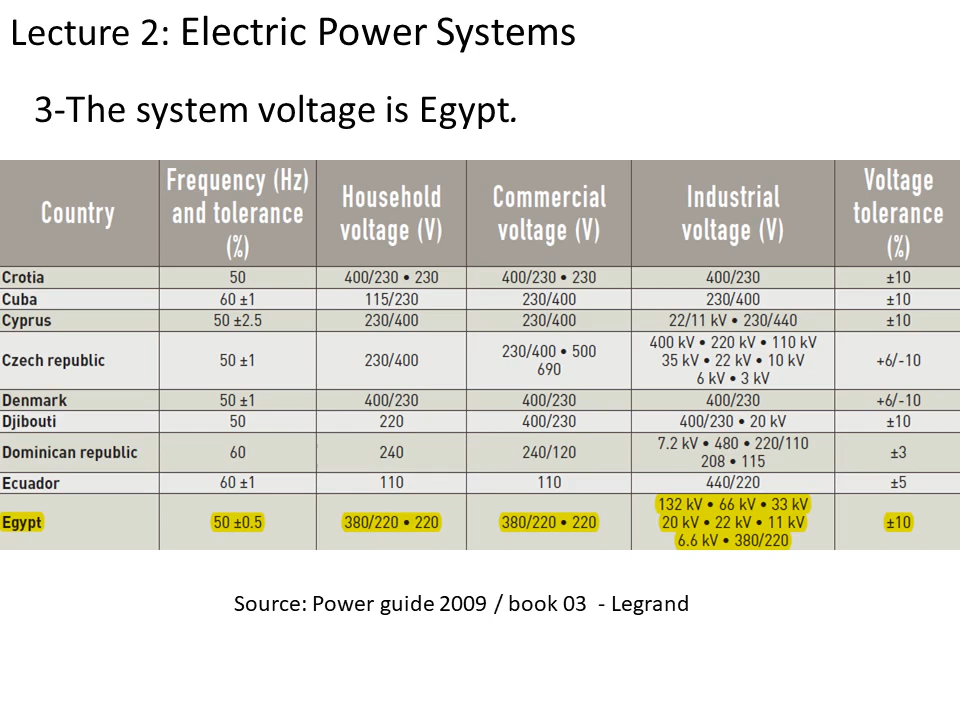 Lecture 2: Electric Power Systems
3-The system voltage is Egypt.
Country | Frequency (Hz) and tolerance (%) | Household voltage (V) | Commercial voltage (V) | Industrial voltage (V) | Voltage tolerance (%)
Crotia | 50 | 400/230 • 230 | 400/230 • 230 | 400/230 | ±10
Cuba | 60 ±1 | 115/230 | 230/400 | 230/400 | ±10
Cyprus | 50 ±2.5 | 230/400 | 230/400 | 22/11 kV • 230/440 | ±10
Czech republic | 50 ±1 | 230/400 | 230/400 • 500 690 | 400 kV • 220 kV • 110 kV 35 kV • 22 kV • 10 kV 6 kV • 3 kV | +6/-10
Denmark | 50 ±1 | 400/230 | 400/230 | 400/230 | +6/-10
Djibouti | 50 | 220 | 400/230 | 400/230 • 20 kV | ±10
Dominican republic | 60 | 240 | 240/120 | 7.2 kV • 480 • 220/110 208 • 115 | ±3
Ecuador | 60 ±1 | 110 | 110 | 440/220 | ±5
Egypt | 50 ±0.5 | 380/220 • 220 | 380/220 • 220 | 132 kV • 66 kV • 33 kV 20 kV • 22 kV • 11 kV 6.6 kV • 380/220 | ±10
Source: Power guide 2009 / book 03 - Legrand